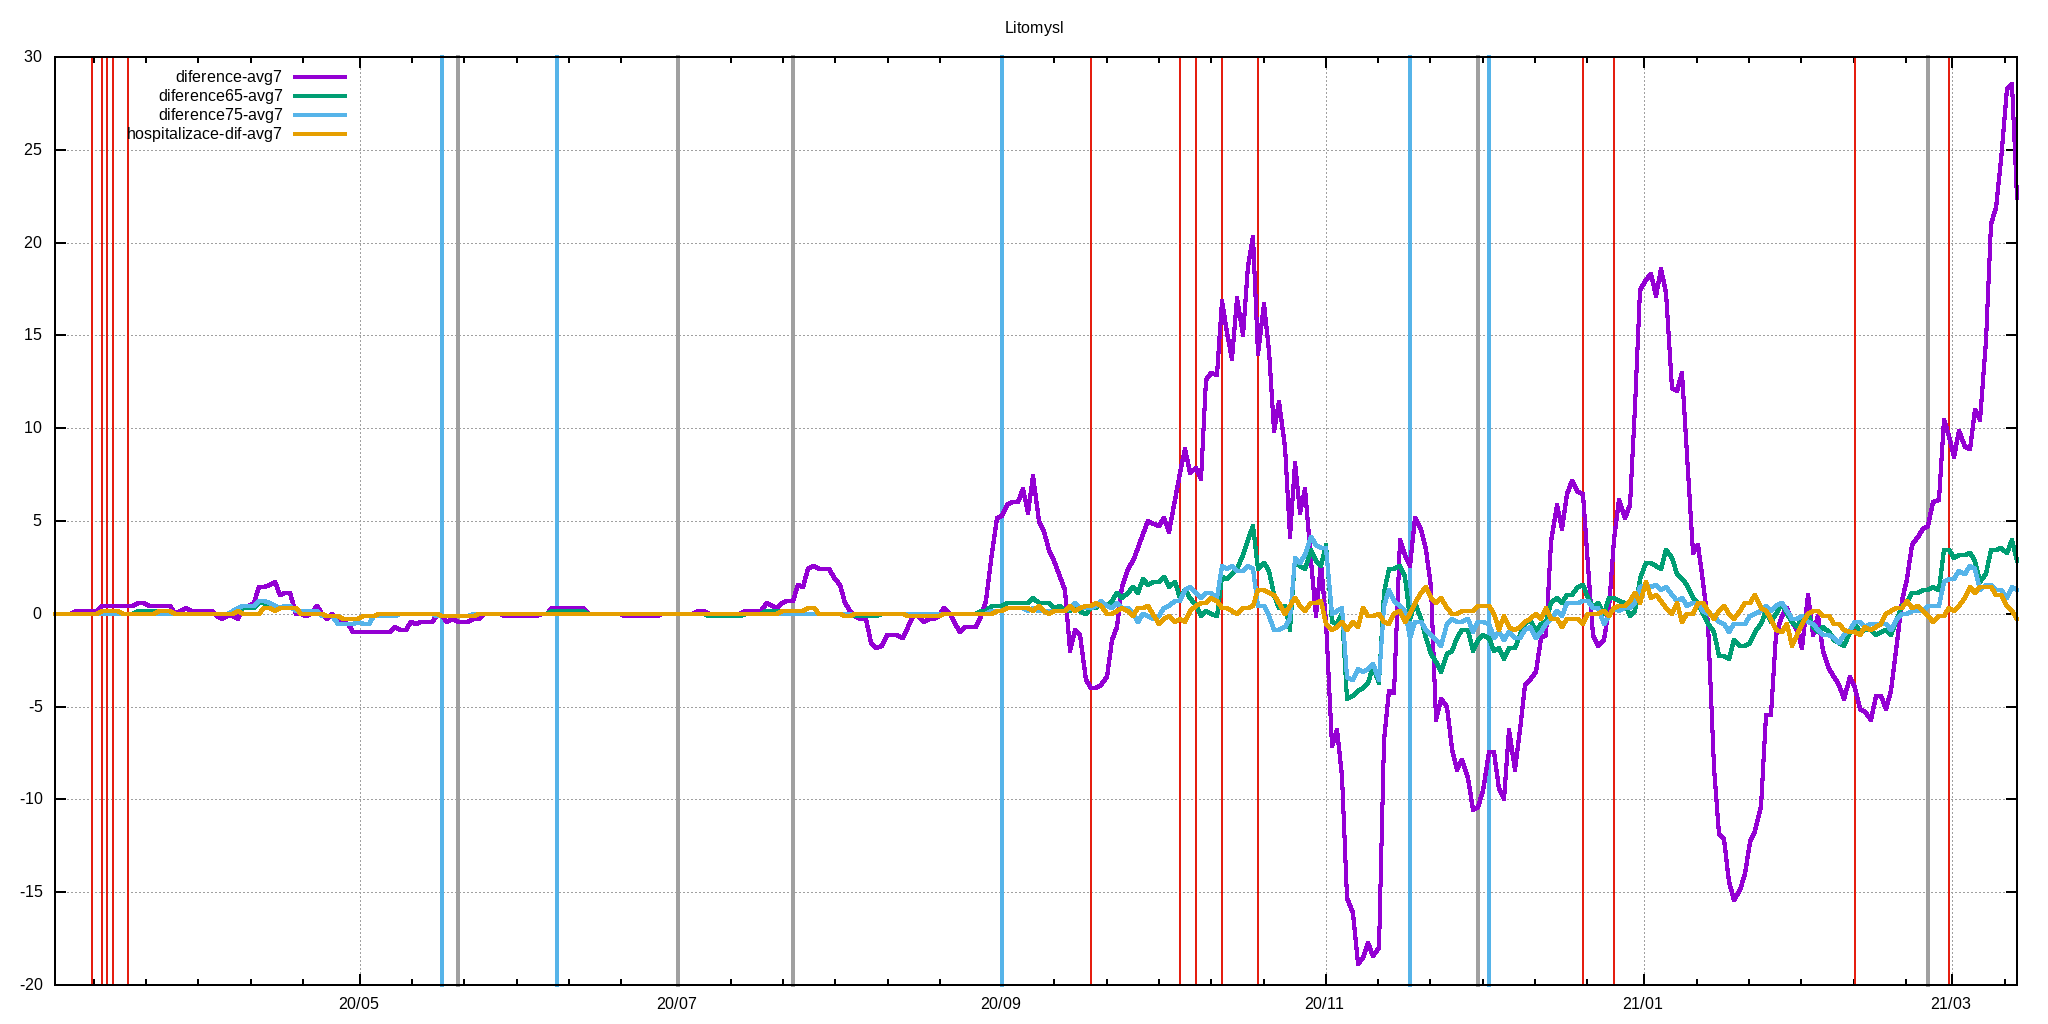 Litomysl
30
diference-avg7
diference65-avg7
diference75-avg7
hospitalizace-dif-avg7
25
20
15
10
5
0
-5
-10
-15
-20
20/05 20/07 20/09 20/11 21/01 21/03